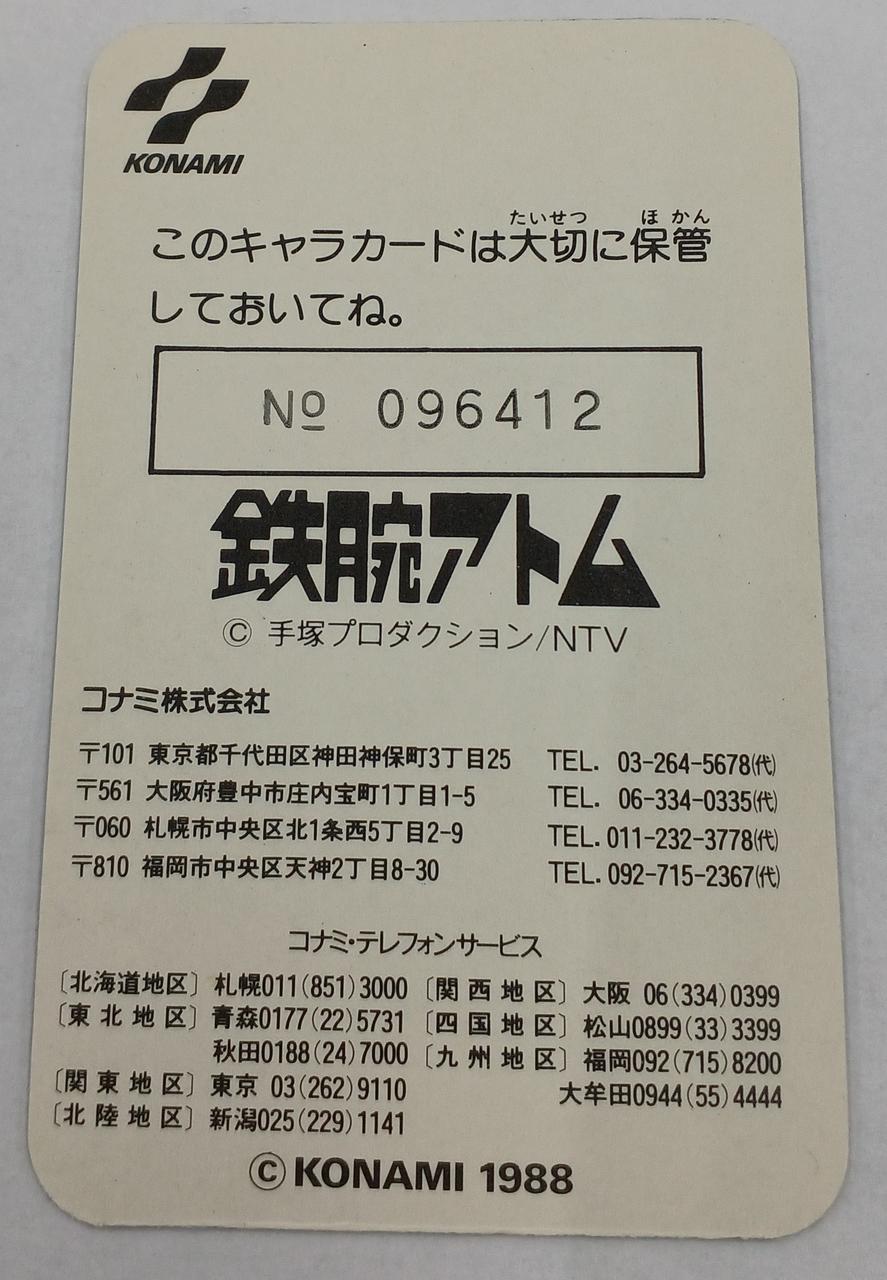 KONAMI
このキャラカードは大切に保管
たいせつ ほかん
しておいてね。
No 096412
鉄腕アトム
© 手塚プロダクション/NTV
コナミ株式会社
〒101 東京都千代田区神田神保町3丁目25 TEL. 03-264-5678㈹
〒561 大阪府豊中市庄内宝町1丁目1-5 TEL. 06-334-0335㈹
〒060 札幌市中央区北1条西5丁目2-9 TEL.011-232-3778㈹
〒810 福岡市中央区天神2丁目8-30 TEL.092-715-2367㈹
コナミ・テレフォンサービス
〔北海道地区〕 札幌011(851)3000 〔関西地区〕 大阪 06(334)0399
〔東北地区〕 青森0177(22)5731 〔四国地区〕 松山0899(33)3399
秋田0188(24)7000 〔九州地区〕 福岡092(715)8200
〔関東地区〕 東京 03(262)9110 大牟田0944(55)4444
〔北陸地区〕 新潟025(229)1141
©KONAMI 1988